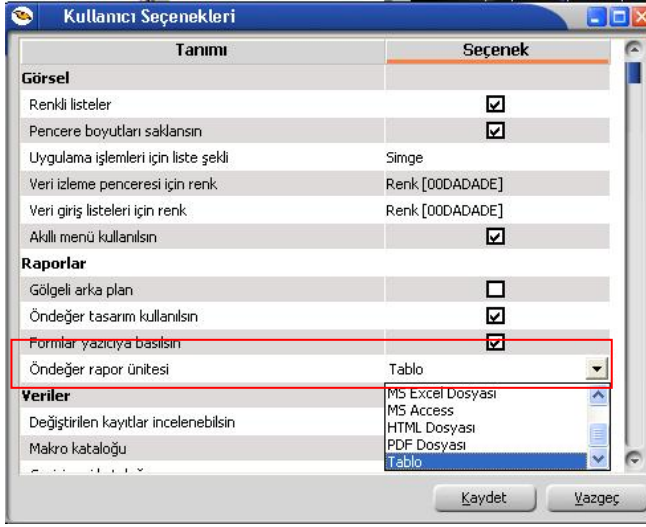 Kullanıcı Seçenekleri
Tanımı Seçenek
Görsel
Renkli listeler
Pencere boyutları saklansın
Uygulama işlemleri için liste şekli Simge
Veri izleme penceresi için renk Renk [00DADADE]
Veri giriş listeleri için renk Renk [00DADADE]
Akıllı menü kullanılsın
Raporlar
Gölgeli arka plan
Öndeğer tasarım kullanılsın
Formlar yazıcıya basılsın
Öndeğer rapor ünitesi Tablo
Veriler MS Excel Dosyası
MS Access
Değiştirilen kayıtlar incelenebilsin HTML Dosyası
PDF Dosyası
Makro kataloğu Tablo
Kaydet Vazgeç